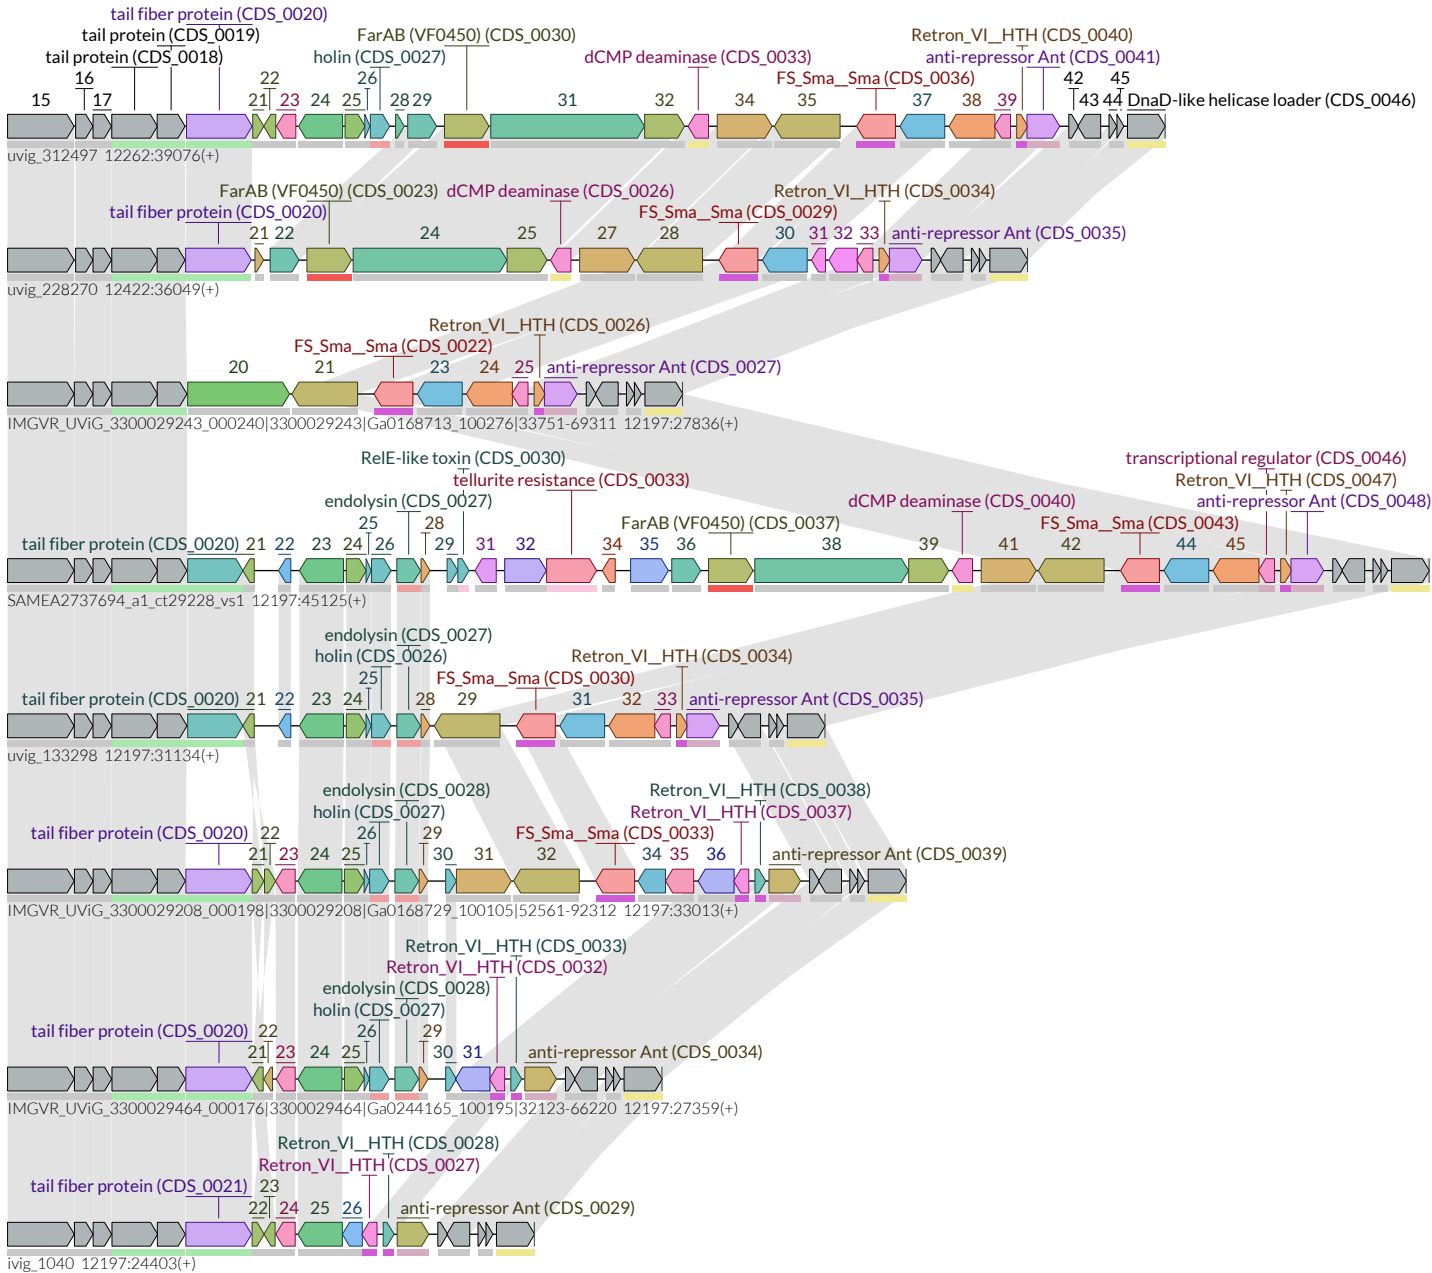 tail fiber protein (CDS_0020)
tail protein (CDS_0019) FarAB (VF0450) (CDS_0030) Retron_VI__HTH (CDS_0040)
tail protein (CDS_0018) holin (CDS_0027) dCMP deaminase (CDS_0033) anti-repressor Ant (CDS_0041)
16 22 26 FS_Sma__Sma (CDS_0036) 42 45
15 17 21 23 24 25 28 29 31 32 34 35 37 38 39 43 44 DnaD-like helicase loader (CDS_0046)
uvig_312497 12262:39076(+)
FarAB (VF0450) (CDS_0023) dCMP deaminase (CDS_0026) Retron_VI__HTH (CDS_0034)
tail fiber protein (CDS_0020) FS_Sma__Sma (CDS_0029)
21 22 24 25 27 28 30 31 32 33 anti-repressor Ant (CDS_0035)
uvig_228270 12422:36049(+)
Retron_VI__HTH (CDS_0026)
FS_Sma__Sma (CDS_0022)
20 21 23 24 25 anti-repressor Ant (CDS_0027)
IMGVR_UViG_3300029243_000240|3300029243|Ga0168713_100276|33751-69311 12197:27836(+)
RelE-like toxin (CDS_0030) transcriptional regulator (CDS_0046)
tellurite resistance (CDS_0033) Retron_VI__HTH (CDS_0047)
endolysin (CDS_0027) dCMP deaminase (CDS_0040) anti-repressor Ant (CDS_0048)
25 28 FarAB (VF0450) (CDS_0037) FS_Sma__Sma (CDS_0043)
tail fiber protein (CDS_0020) 21 22 23 24 26 29 31 32 34 35 36 38 39 41 42 44 45
SAMEA2737694_a1_ct29228_vs1 12197:45125(+)
endolysin (CDS_0027)
holin (CDS_0026) Retron_VI__HTH (CDS_0034)
25 FS_Sma__Sma (CDS_0030)
tail fiber protein (CDS_0020) 21 22 23 24 28 29 31 32 33 anti-repressor Ant (CDS_0035)
uvig_133298 12197:31134(+)
endolysin (CDS_0028) Retron_VI__HTH (CDS_0038)
holin (CDS_0027) Retron_VI__HTH (CDS_0037)
tail fiber protein (CDS_0020) 22 26 29 FS_Sma__Sma (CDS_0033)
21 23 24 25 30 31 32 34 35 36 anti-repressor Ant (CDS_0039)
IMGVR_UViG_3300029208_000198|3300029208|Ga0168729_100105|52561-92312 12197:33013(+)
Retron_VI__HTH (CDS_0033)
Retron_VI__HTH (CDS_0032)
endolysin (CDS_0028)
holin (CDS_0027)
tail fiber protein (CDS_0020) 22 26 29
21 23 24 25 30 31 anti-repressor Ant (CDS_0034)
IMGVR_UViG_3300029464_000176|3300029464|Ga0244165_100195|32123-66220 12197:27359(+)
Retron_VI__HTH (CDS_0028)
Retron_VI__HTH (CDS_0027)
tail fiber protein (CDS_0021) 23
22 24 25 26 anti-repressor Ant (CDS_0029)
ivig_1040 12197:24403(+)